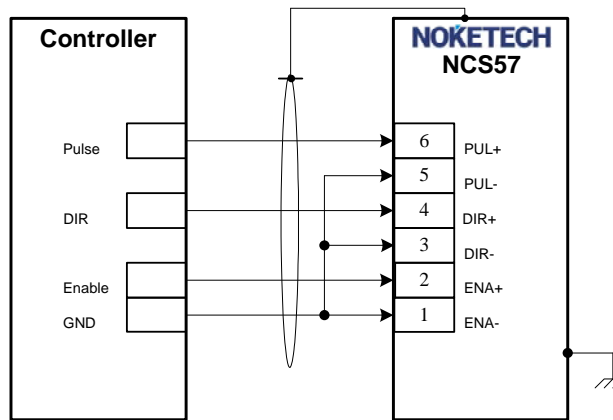 Controller
NOKETECH
NCS57
Pulse
6
PUL+
5
PUL-
DIR
4
DIR+
3
DIR-
Enable
2
ENA+
GND
1
ENA-